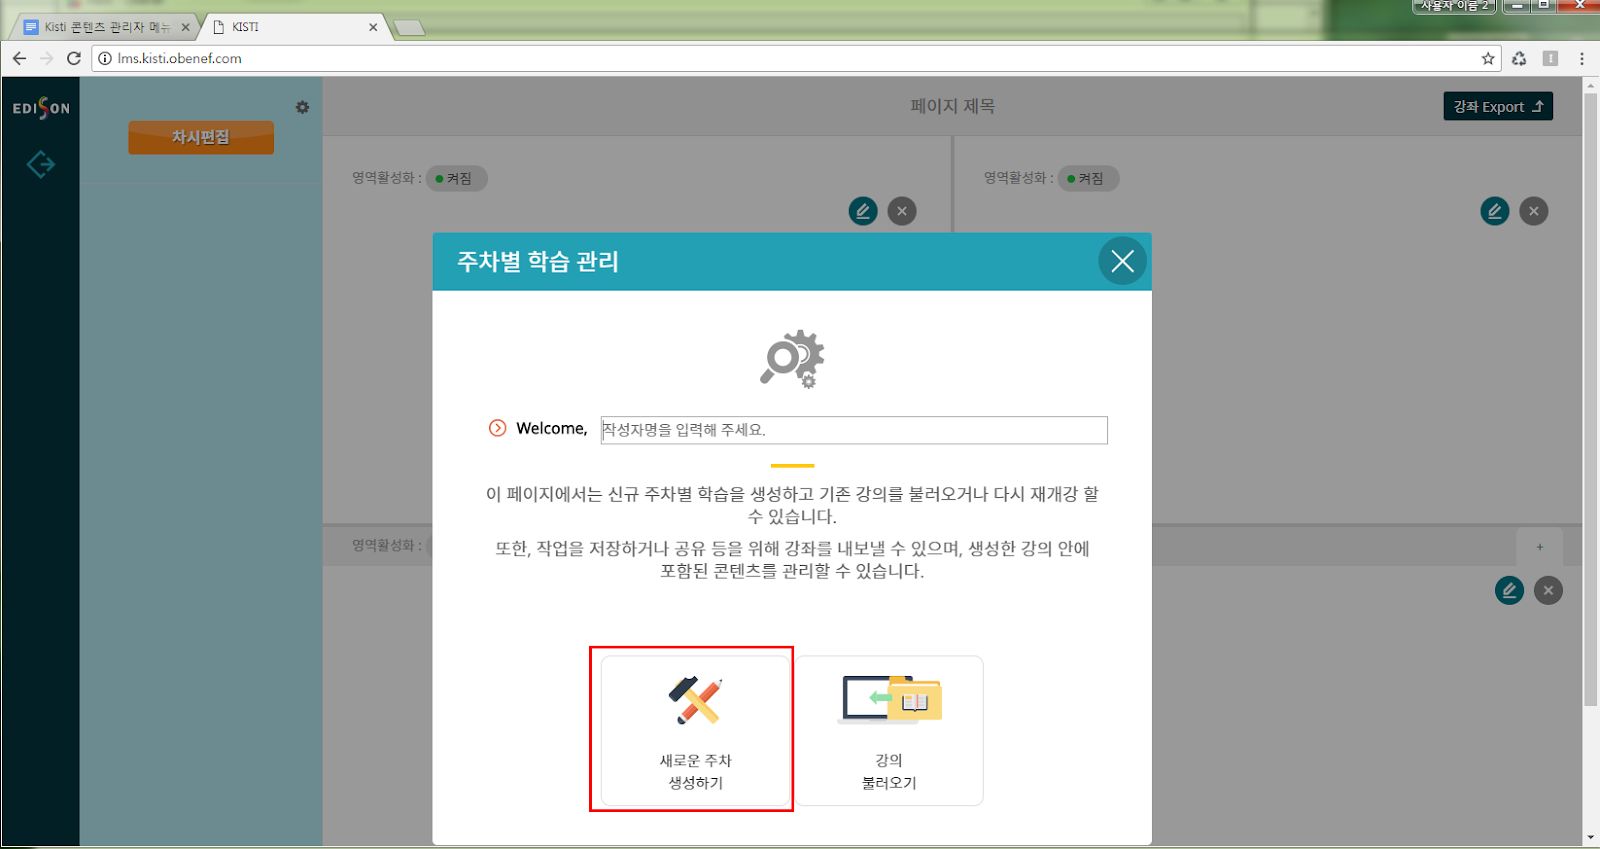 사용자 이름 2
Kisti 콘텐츠 관리자 메뉴
KISTI
lms.kisti.obenef.com
EDISON
차시편집
페이지 제목
강좌 Export
영역활성화 : 켜짐
영역활성화 : 켜짐
주차별 학습 관리
Welcome, 작성자명을 입력해 주세요.
이 페이지에서는 신규 주차별 학습을 생성하고 기존 강의를 불러오거나 다시 재개강 할
수 있습니다.
영역활성화 :
+
또한, 작업을 저장하거나 공유 등을 위해 강좌를 내보낼 수 있으며, 생성한 강의 안에
포함된 콘텐츠를 관리할 수 있습니다.
새로운 주차
생성하기
강의
불러오기